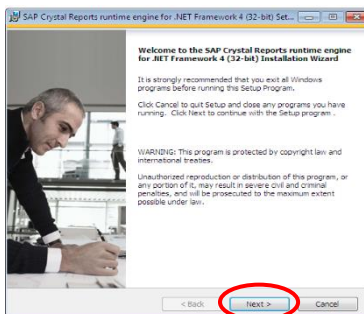 SAP Crystal Reports runtime engine for .NET Framework 4 (32-bit) Set...
Welcome to the SAP Crystal Reports runtime engine
for .NET Framework 4 (32-bit) Installation Wizard
It is strongly recommended that you exit all Windows
programs before running this Setup Program.
Click Cancel to quit Setup and close any programs you have
running. Click Next to continue with the Setup program .
WARNING: This program is protected by copyright law and
international treaties.
Unauthorized reproduction or distribution of this program, or
any portion of it, may result in severe civil and criminal
penalties, and will be prosecuted to the maximum extent
possible under law.
< Back
Next >
Cancel